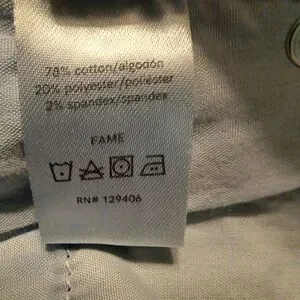 78% cotton/algodón
20% polyester/poliéster
2% spandex/spandex
FAME
RN# 129406